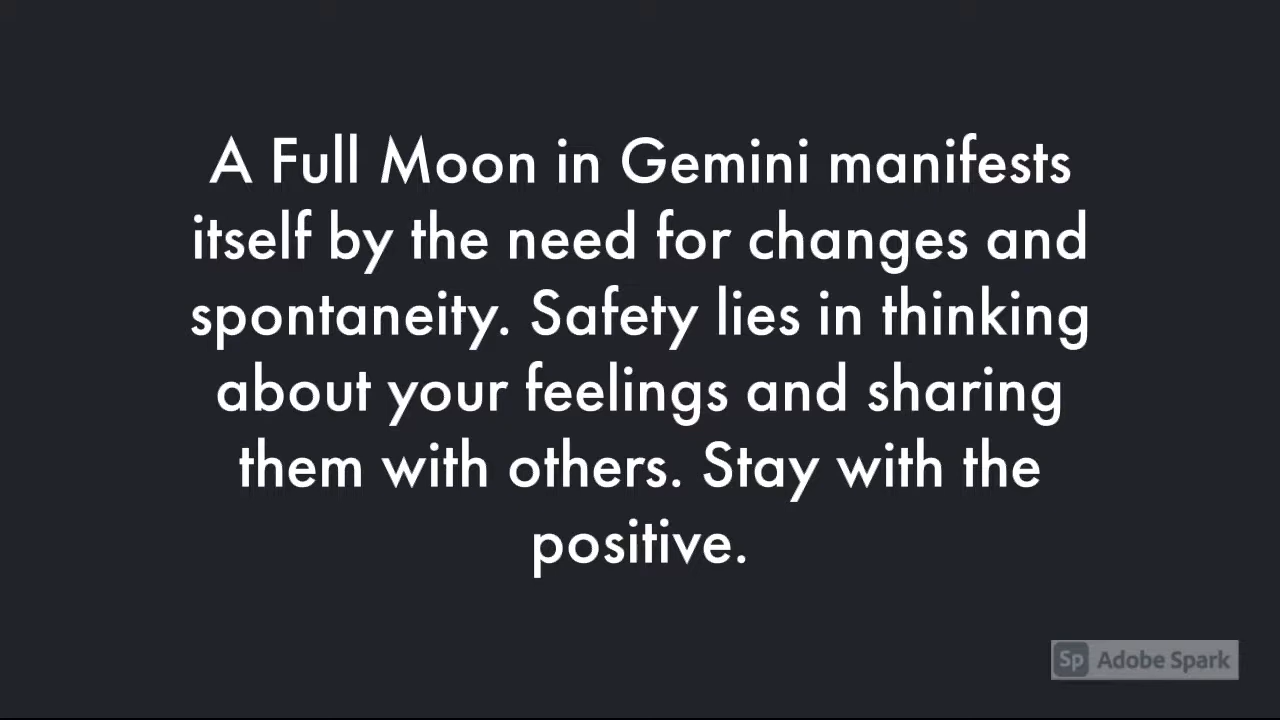 A Full Moon in Gemini manifests
itself by the need for changes and
spontaneity. Safety lies in thinking
about your feelings and sharing
them with others. Stay with the
positive.
Sp Adobe Spark